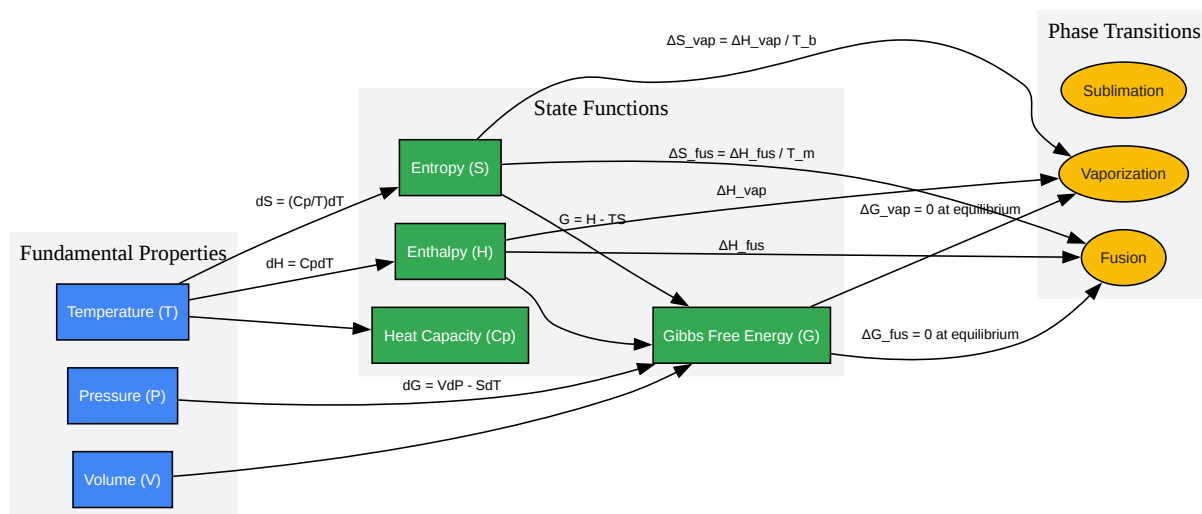 Phase Transitions
Sublimation
Vaporization
Fusion
State Functions
Entropy (S)
Enthalpy (H)
Heat Capacity (Cp)
Gibbs Free Energy (G)
Fundamental Properties
Temperature (T)
Pressure (P)
Volume (V)
ΔS_vap = ΔH_vap / T_b
ΔS_fus = ΔH_fus / T_m
ΔH_vap
ΔG_vap = 0 at equilibrium
G = H - TS
ΔH_fus
dS = (Cp/T)dT
dH = CpdT
ΔG_fus = 0 at equilibrium
dG = VdP - SdT